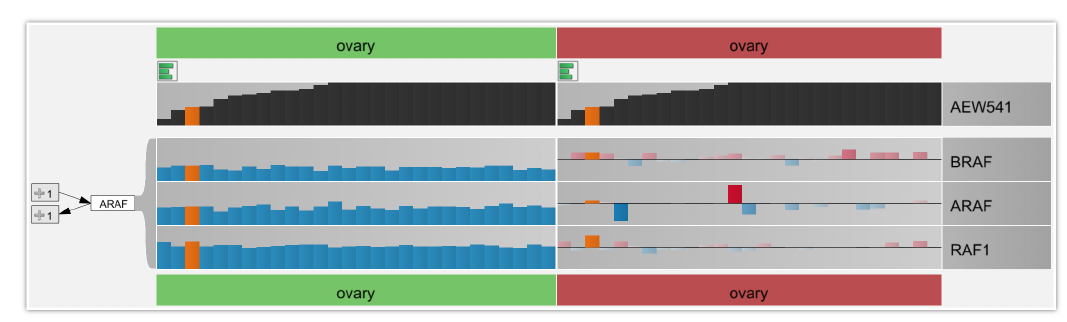 ovary ovary
AEW541
BRAF
1
ARAF ARAF
1
RAF1
ovary ovary